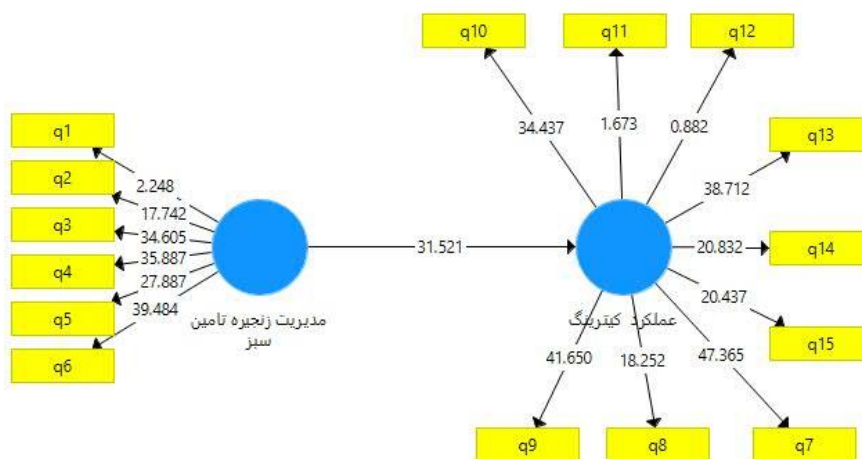 q10
q11
q12
34.437
1.673
0.882
q1
q2
q3
q4
q5
q6
2.248
17.742
34.605
35.887
27.887
39.484
31.521
q13
q14
q15
38.712
20.832
20.437
مدیریت زنجیره تامین
سبز
عملکرد کیترینگ
41.650
18.252
47.365
q9
q8
q7